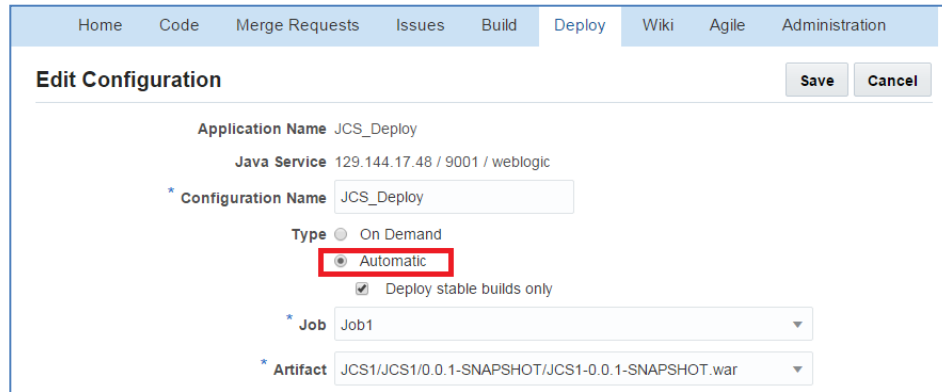 Home Code Merge Requests Issues Build Deploy Wiki Agile Administration
Edit Configuration Save Cancel
Application Name JCS_Deploy
Java Service 129.144.17.48 / 9001 / weblogic
* Configuration Name JCS_Deploy
Type On Demand
Automatic
Deploy stable builds only
* Job Job1
* Artifact JCS1/JCS1/0.0.1-SNAPSHOT/JCS1-0.0.1-SNAPSHOT.war